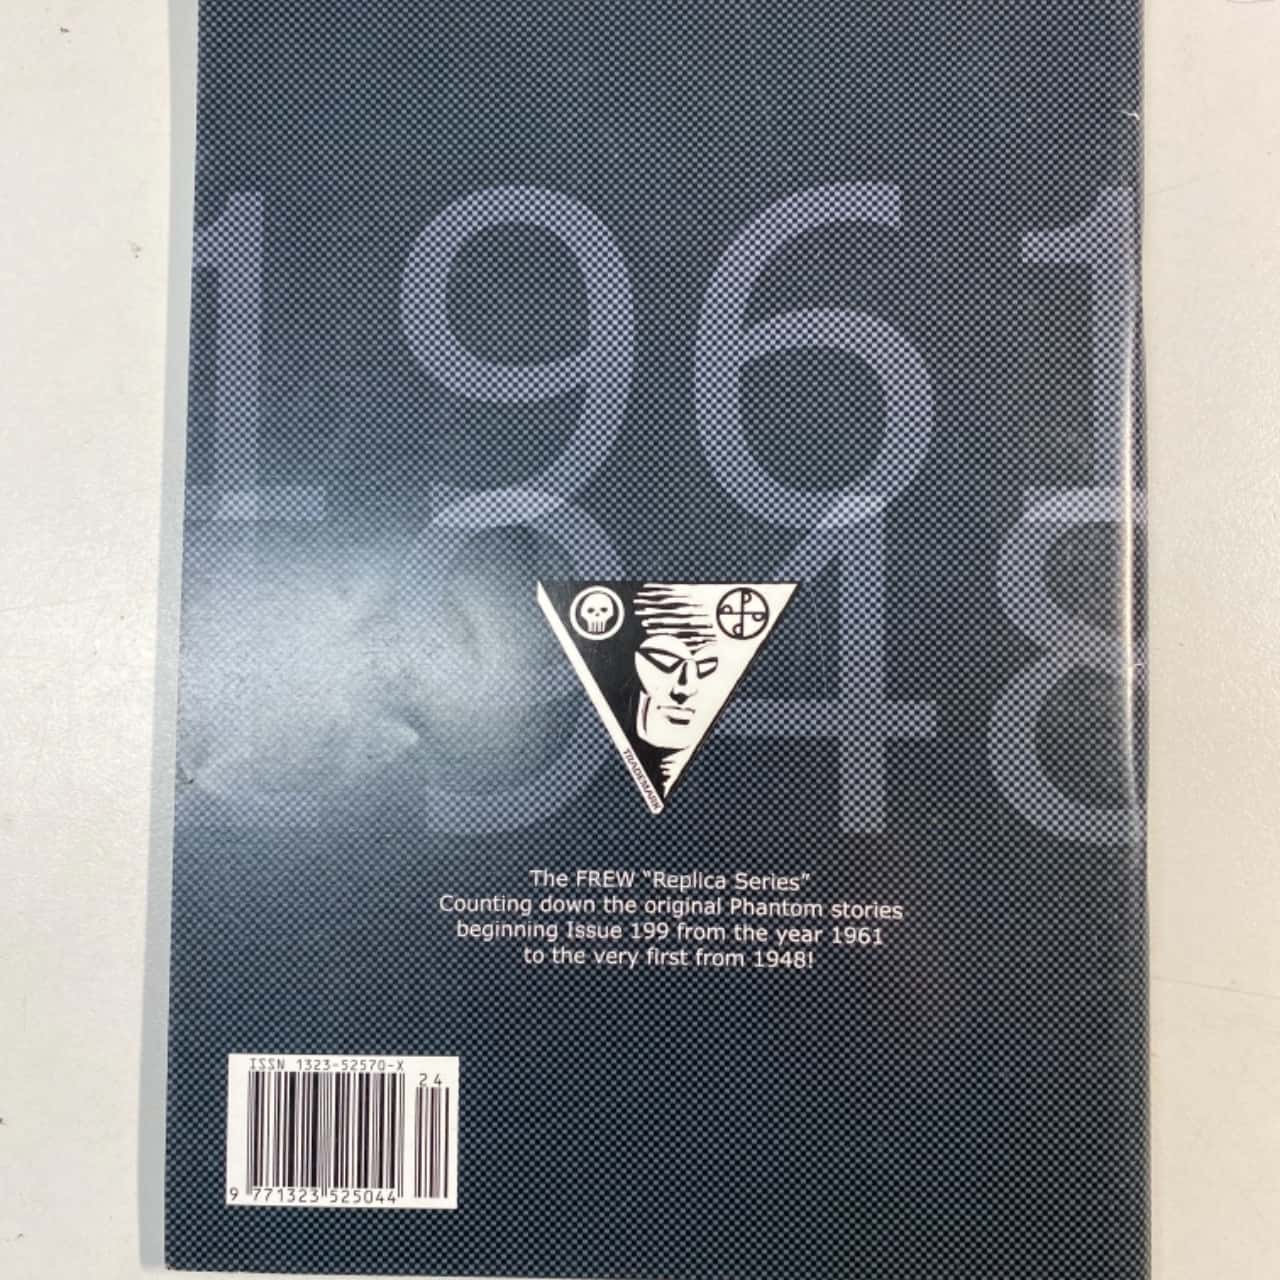 1961
1948
TRADEMARK
The FREW “Replica Series”
Counting down the original Phantom stories
beginning Issue 199 from the year 1961
to the very first from 1948!
ISSN 1323-52570-X
24
9 771323 525044